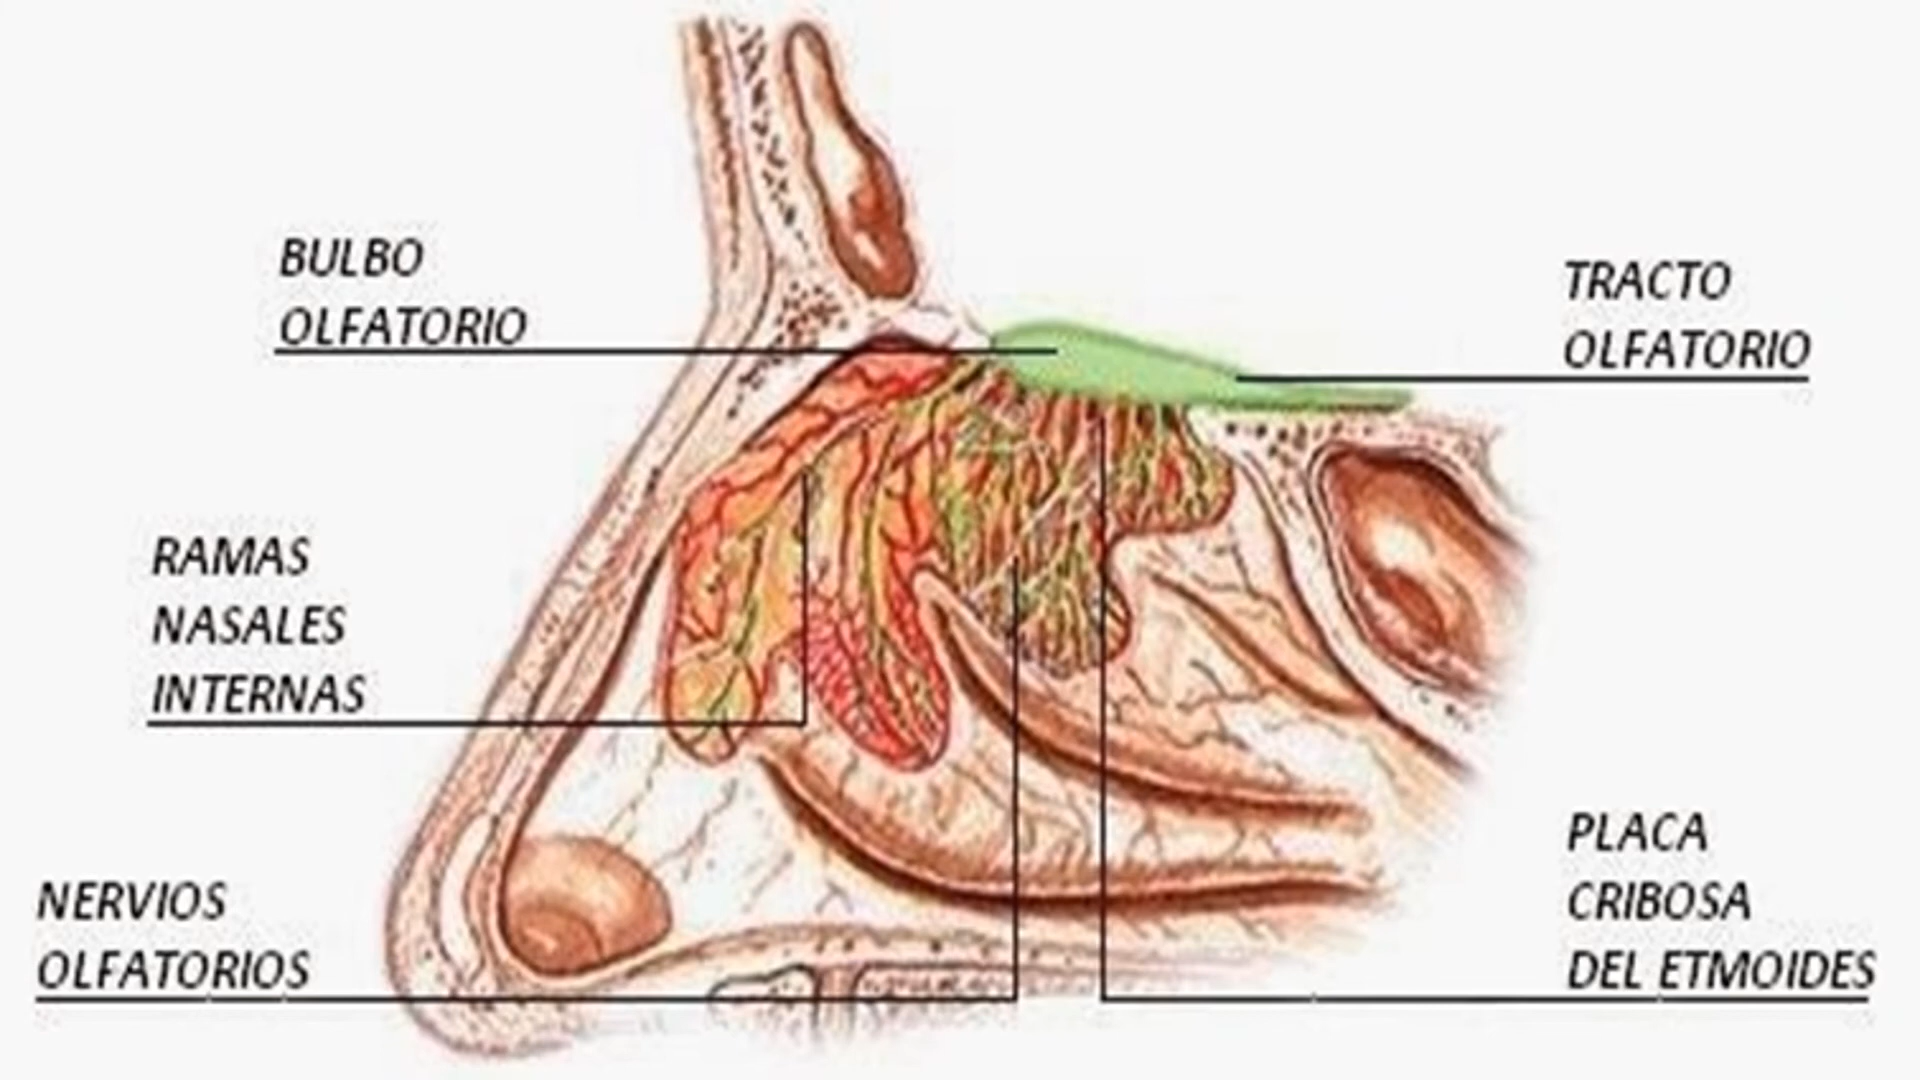 BULBO
OLFATORIO
TRACTO
OLFATORIO
RAMAS
NASALES
INTERNAS
NERVIOS
OLFATORIOS
PLACA
CRIBOSA
DEL ETMOIDES